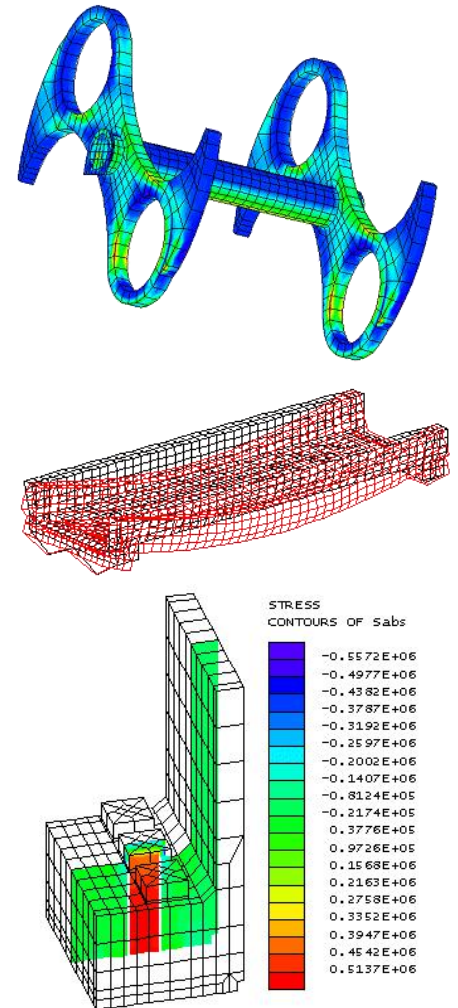 STRESS
CONTOURS OF Sabs
-0.5572E+06
-0.4977E+06
-0.4382E+06
-0.3787E+06
-0.3192E+06
-0.2597E+06
-0.2002E+06
-0.1407E+06
-0.8124E+05
-0.2174E+05
0.3776E+05
0.9726E+05
0.1568E+06
0.2163E+06
0.2758E+06
0.3352E+06
0.3947E+06
0.4542E+06
0.5137E+06